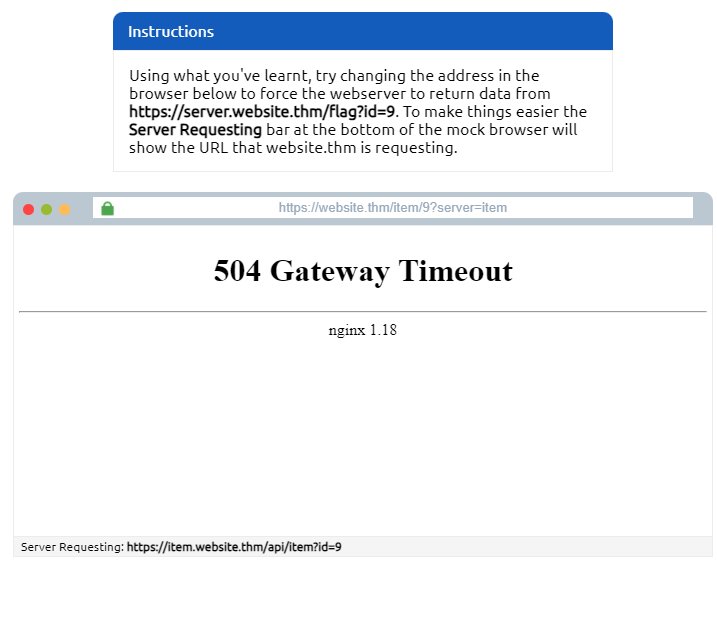 Instructions
Using what you've learnt, try changing the address in the
browser below to force the webserver to return data from
https://server.website.thm/flag?id=9. To make things easier the
Server Requesting bar at the bottom of the mock browser will
show the URL that website.thm is requesting.
https://website.thm/item/9?server=item
504 Gateway Timeout
nginx 1.18
Server Requesting: https://item.website.thm/api/item?id=9